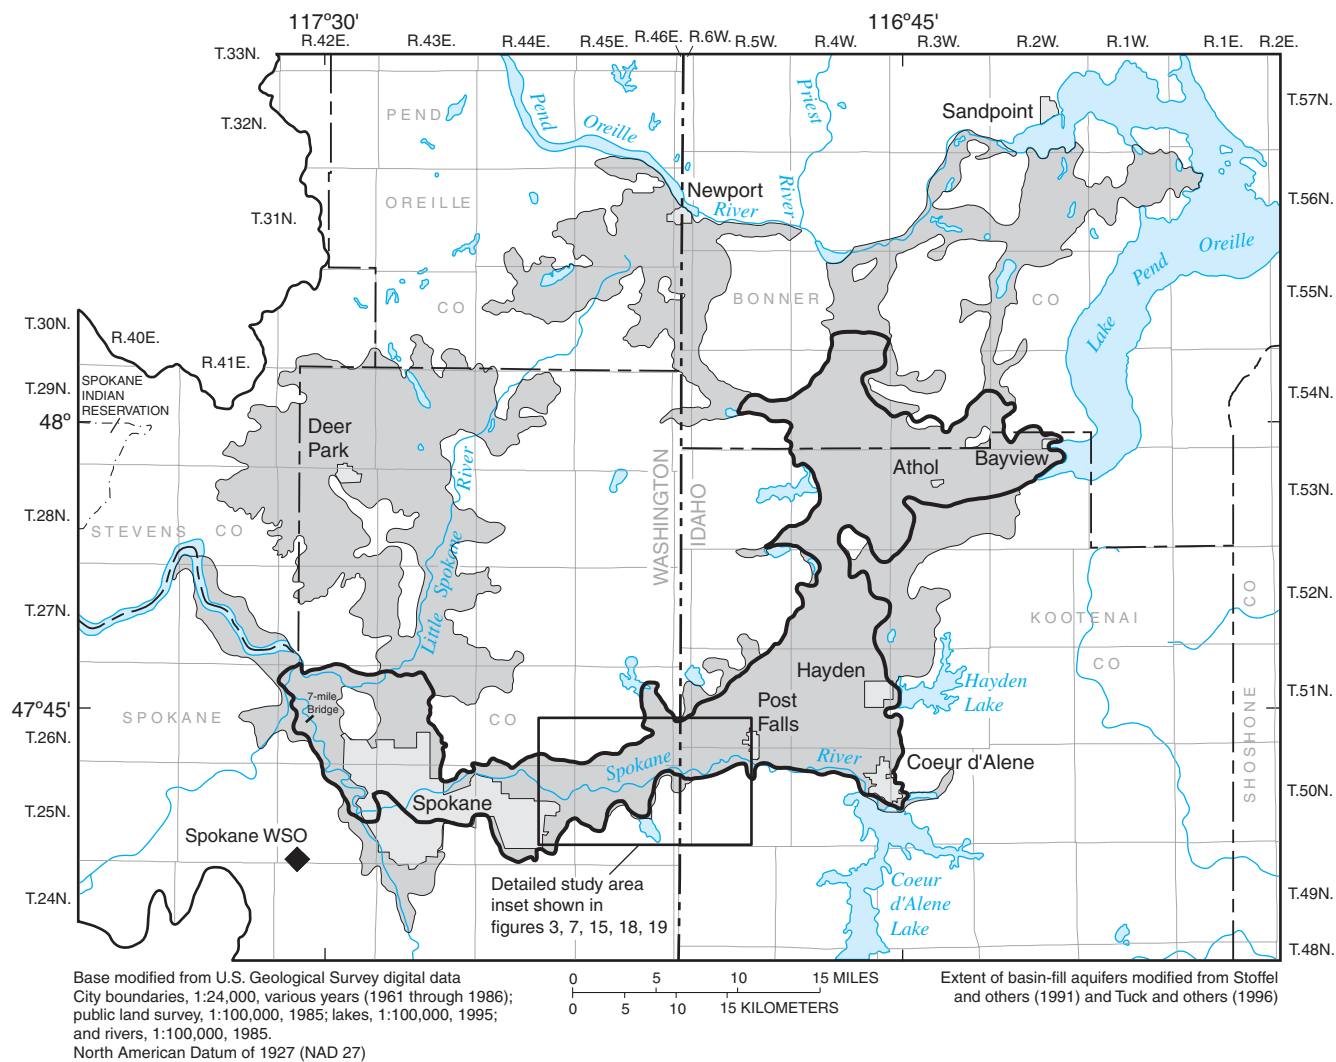 117º30'
116º45'
R.42E.
R.43E.
R.44E.
R.45E.
R.46E.
R.6W.
R.5W.
R.4W.
R.3W.
R.2W.
R.1W.
R.1E.
R.2E.
T.33N.
T.32N.
T.31N.
T.30N.
R.40E.
R.41E.
T.29N.
SPOKANE
INDIAN
RESERVATION
48º
T.28N.
T.27N.
47º45'
T.26N.
T.25N.
T.24N.
T.57N.
T.56N.
T.55N.
T.54N.
T.53N.
T.52N.
T.51N.
T.50N.
T.49N.
T.48N.
PEND
OREILLE
CO
Pend
Oreille
River
Priest
River
Sandpoint
Newport
BONNER
CO
Lake
Pend
Oreille
Deer
Park
Little
Spokane
River
WASHINGTON
IDAHO
Athol
Bayview
STEVENS
CO
KOOTENAI
CO
SHOSHONE
CO
Hayden
Hayden
Lake
Post
Falls
7-mile
Bridge
SPOKANE
CO
Spokane
River
Coeur d'Alene
Spokane
Spokane WSO
Coeur
d'Alene
Lake
Detailed study area
inset shown in
figures 3, 7, 15, 18, 19
Base modified from U.S. Geological Survey digital data
City boundaries, 1:24,000, various years (1961 through 1986);
public land survey, 1:100,000, 1985; lakes, 1:100,000, 1995;
and rivers, 1:100,000, 1985.
North American Datum of 1927 (NAD 27)
0 5 10 15 MILES
0 5 10 15 KILOMETERS
Extent of basin-fill aquifers modified from Stoffel
and others (1991) and Tuck and others (1996)